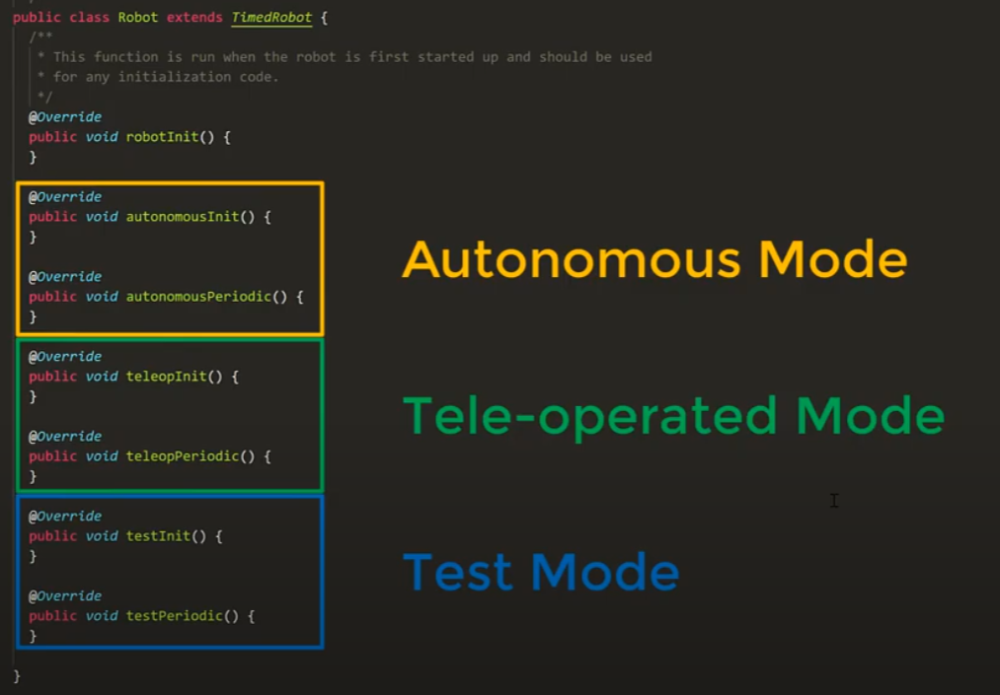 public class Robot extends TimedRobot {
/**
* This function is run when the robot is first started up and should be used
* for any initialization code.
*/
@Override
public void robotInit() {
}
@Override
public void autonomousInit() {
}
@Override
public void autonomousPeriodic() {
}
Autonomous Mode
@Override
public void teleopInit() {
}
@Override
public void teleopPeriodic() {
}
Tele-operated Mode
@Override
public void testInit() {
}
@Override
public void testPeriodic() {
}
Test Mode
}